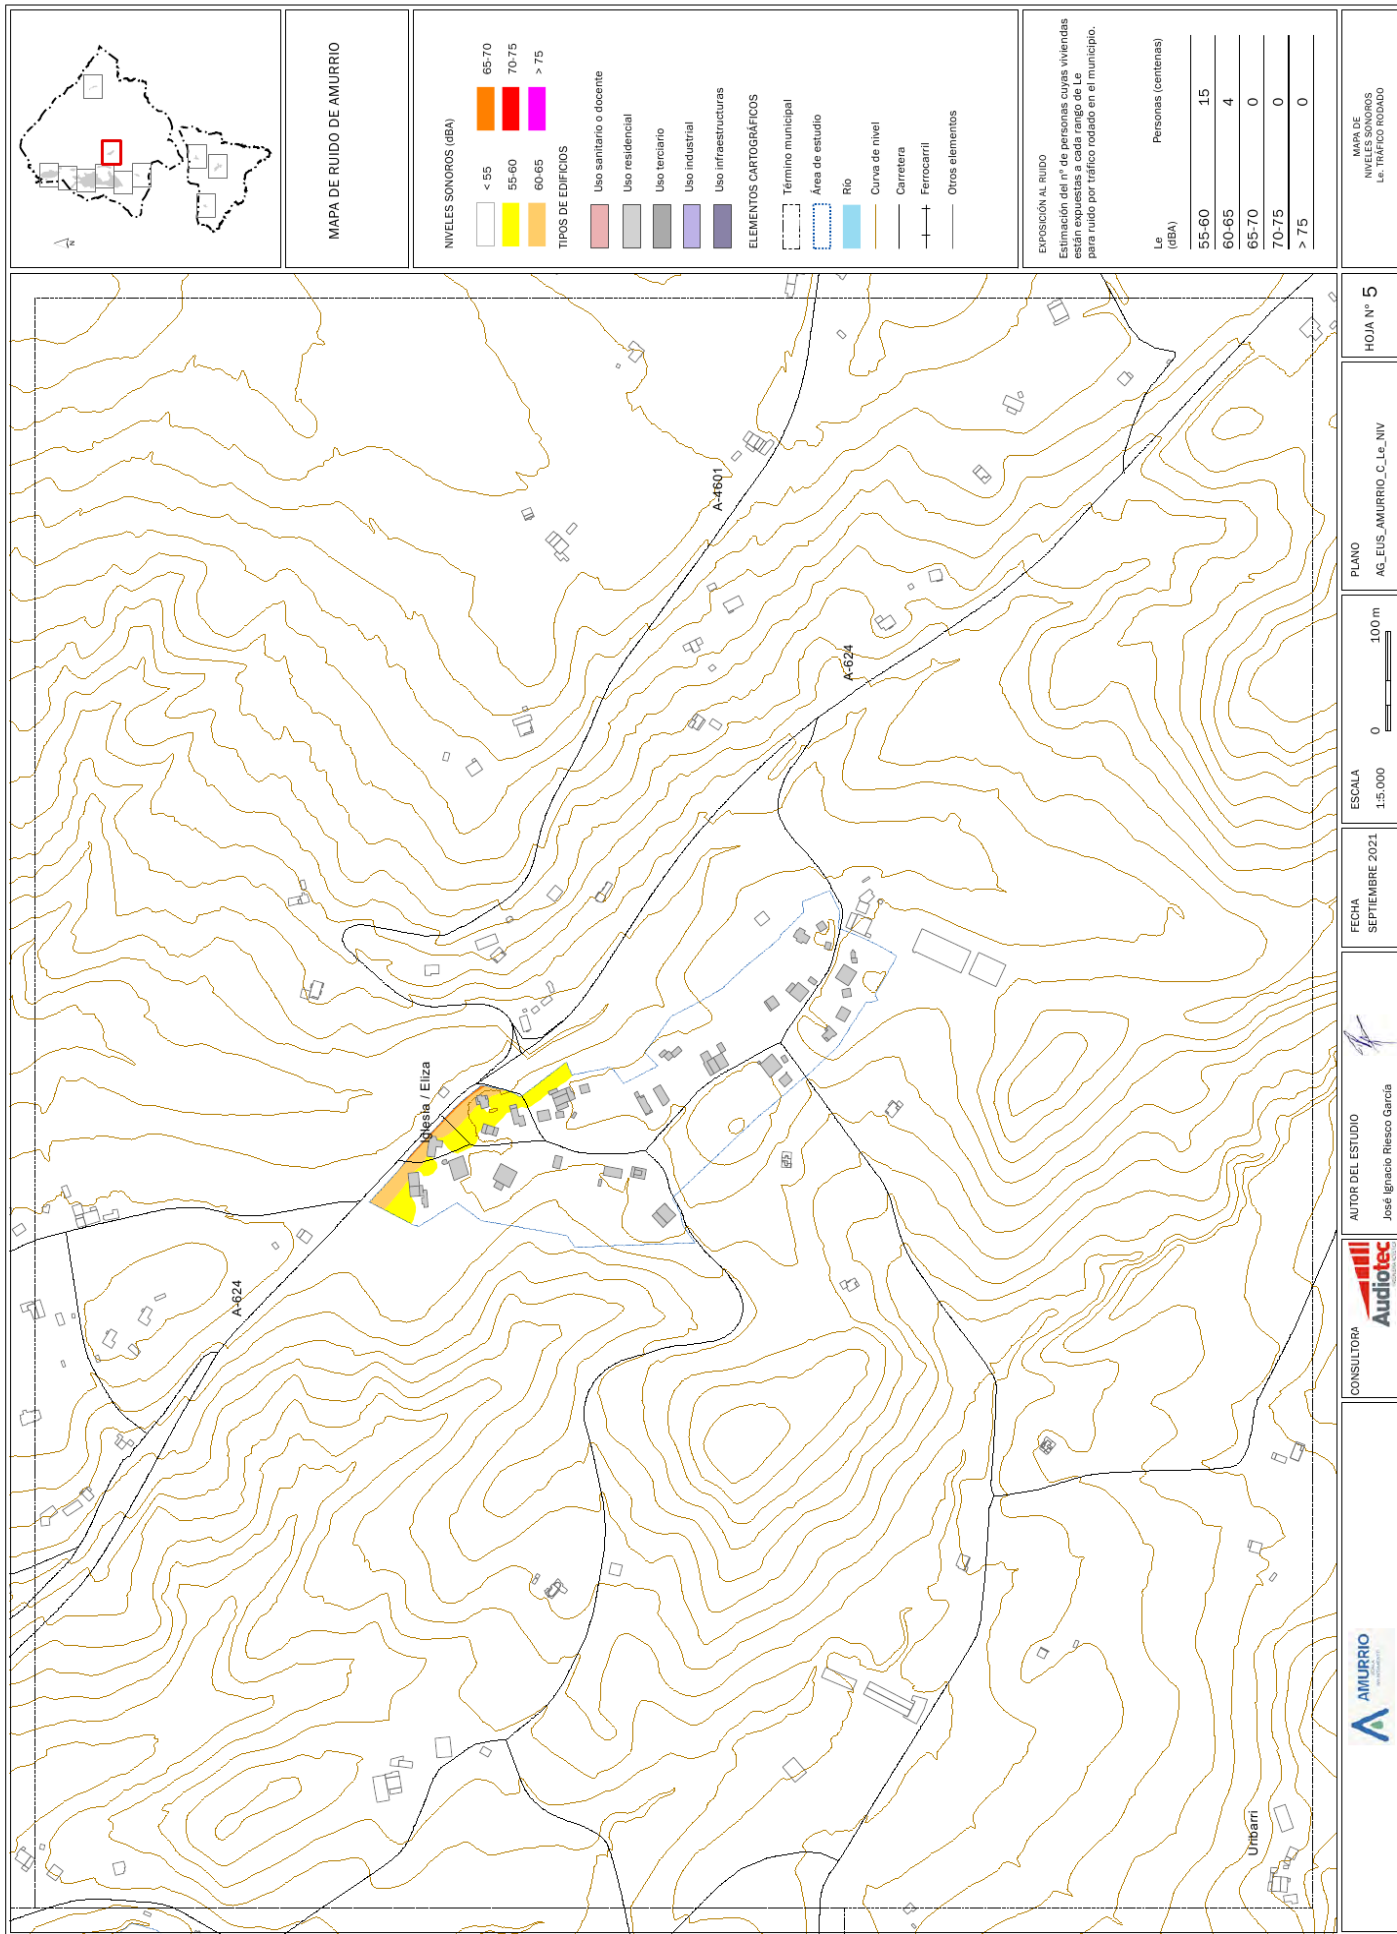 MAPA DE RUIDO DE AMURRIO
NIVELES SONOROS (dBA)
< 55
55-60
60-65
65-70
70-75
> 75
TIPOS DE EDIFICIOS
Uso sanitario o docente
Uso residencial
Uso terciario
Uso industrial
Uso infraestructuras
ELEMENTOS CARTOGRÁFICOS
Término municipal
Área de estudio
Río
Curva de nivel
Carretera
Ferrocarril
Otros elementos
EXPOSICIÓN AL RUIDO
Estimación del nº de personas cuyas viviendas
están expuestas a cada rango de Le
para ruido por tráfico rodado en el municipio.
Le
(dBA)
Personas (centenas)
55-60 15
60-65 4
65-70 0
70-75 0
> 75 0
MAPA DE
NIVELES SONOROS
Le. TRÁFICO RODADO
A-4601
A-624
Iglesia / Eliza
A-624
Uribarri
AMURRIO
CONSULTORA
Audiotec
AUTOR DEL ESTUDIO
José Ignacio Riesco García
FECHA
SEPTIEMBRE 2021
ESCALA
1:5.000
0 100 m
PLANO
AG_EUS_AMURRIO_C_Le_NIV
HOJA Nº 5